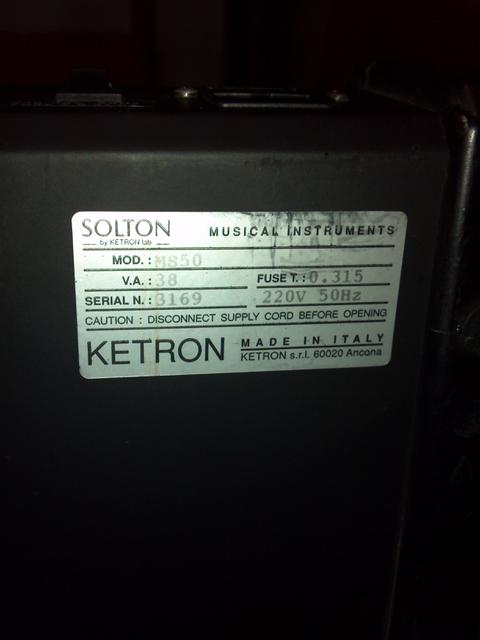 SOLTON MUSICAL INSTRUMENTS
by KETRON lab
MOD. : MS50
V.A. : 38 FUSE T. : 0.315
SERIAL N. : 3169 220V 50Hz
CAUTION : DISCONNECT SUPPLY CORD BEFORE OPENING
KETRON MADE IN ITALY
KETRON s.r.l. 60020 Ancona